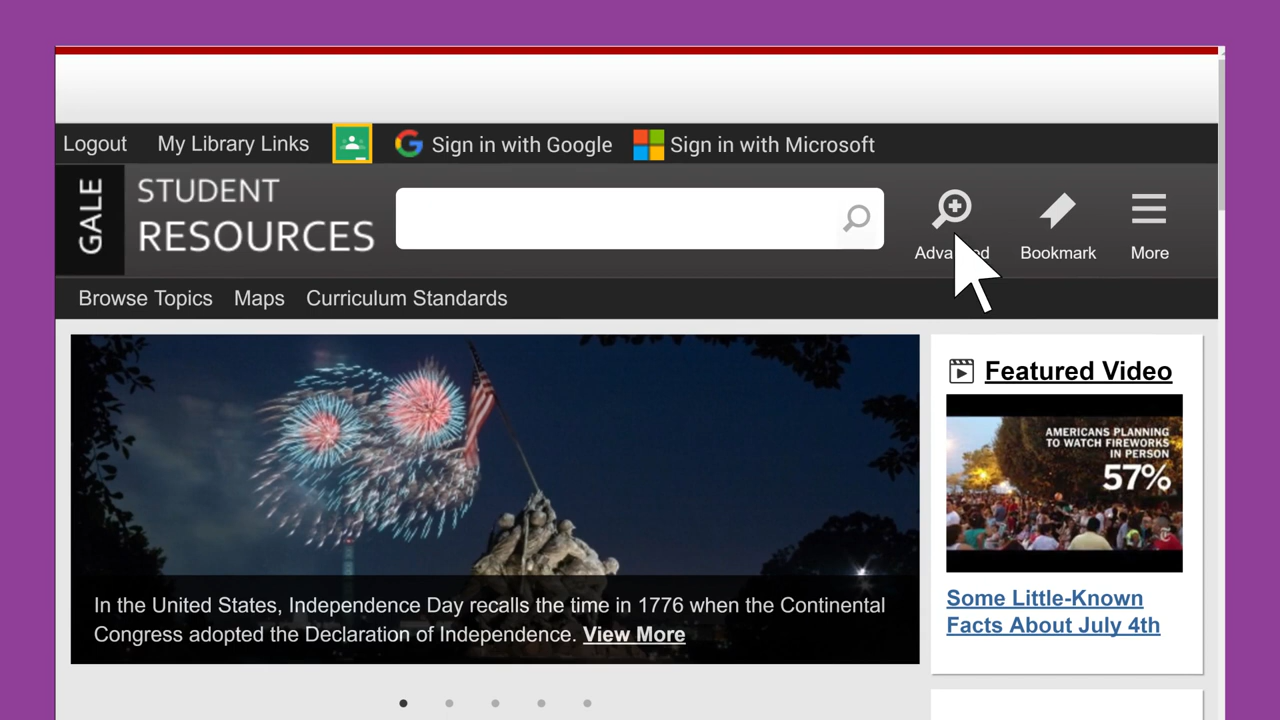 Logout My Library Links Sign in with Google Sign in with Microsoft
GALE
STUDENT
RESOURCES
Bookmark More
Browse Topics Maps Curriculum Standards
Featured Video
AMERICANS PLANNING
TO WATCH FIREWORKS
IN PERSON
57%
In the United States, Independence Day recalls the time in 1776 when the Continental
Congress adopted the Declaration of Independence. View More
Some Little-Known
Facts About July 4th